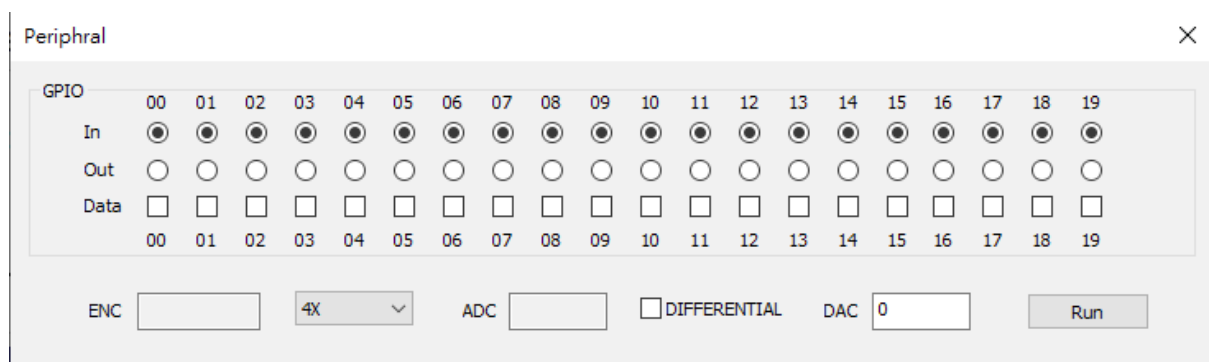 Periphral
GPIO
00 01 02 03 04 05 06 07 08 09 10 11 12 13 14 15 16 17 18 19
In
Out
Data
00 01 02 03 04 05 06 07 08 09 10 11 12 13 14 15 16 17 18 19
ENC 4X ADC DIFFERENTIAL DAC 0 Run